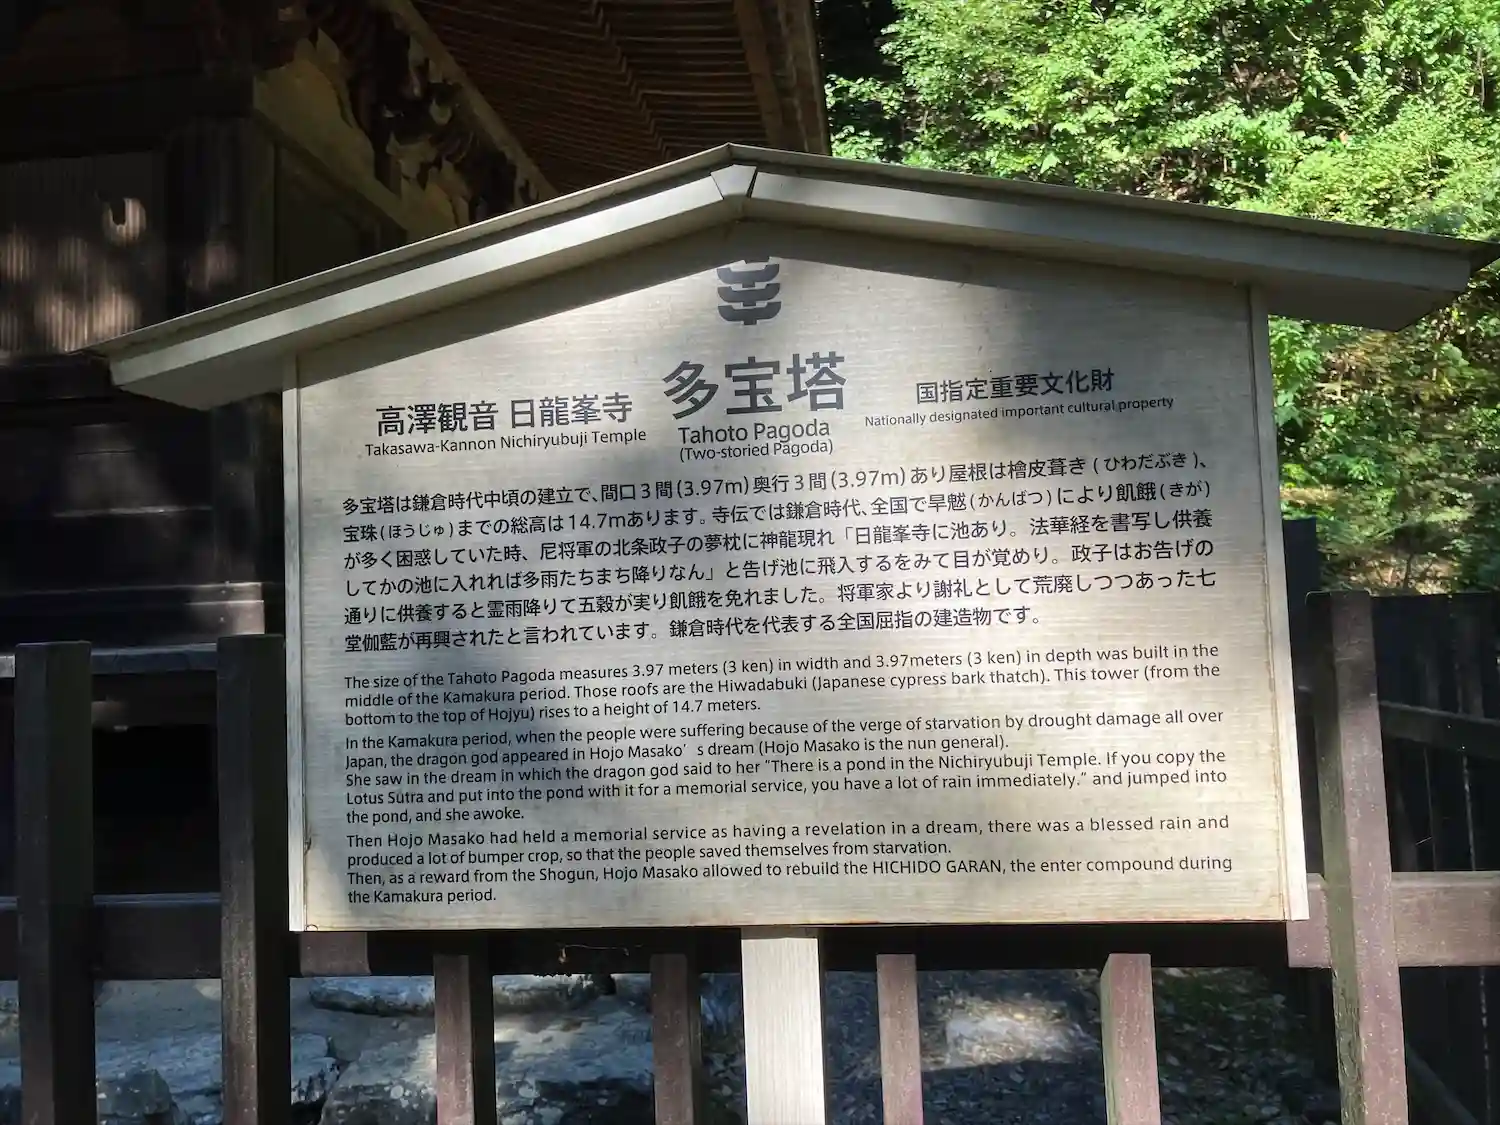 高澤観音 日龍峯寺
Takasawa-Kannon Nichiryubuji Temple
多宝塔
Tahoto Pagoda
(Two-storied Pagoda)
国指定重要文化財
Nationally designated important cultural property
多宝塔は鎌倉時代中頃の建立で、間口3間(3.97m)奥行3間(3.97m)あり屋根は檜皮葺き(ひわだぶき)、
宝珠(ほうじゅ)までの総高は14.7mあります。寺伝では鎌倉時代、全国で旱魃(かんばつ)により飢餓(きが)
が多く困惑していた時、尼将軍の北条政子の夢枕に神龍現れ「日龍峯寺に池あり。法華経を書写し供養
してかの池に入れれば多雨たちまち降りなん」と告げ池に飛入するをみて目が覚めり。政子はお告げの
通りに供養すると霊雨降りて五穀が実り飢餓を免れました。将軍家より謝礼として荒廃しつつあった七
堂伽藍が再興されたと言われています。鎌倉時代を代表する全国屈指の建造物です。
The size of the Tahoto Pagoda measures 3.97 meters (3 ken) in width and 3.97meters (3 ken) in depth was built in the
middle of the Kamakura period. Those roofs are the Hiwadabuki (Japanese cypress bark thatch). This tower (from the
bottom to the top of Hojyu) rises to a height of 14.7 meters.
In the Kamakura period, when the people were suffering because of the verge of starvation by drought damage all over
Japan, the dragon god appeared in Hojo Masako's dream (Hojo Masako is the nun general).
She saw in the dream in which the dragon god said to her "There is a pond in the Nichiryubuji Temple. If you copy the
Lotus Sutra and put into the pond with it for a memorial service, you have a lot of rain immediately." and jumped into
the pond, and she awoke.
Then Hojo Masako had held a memorial service as having a revelation in a dream, there was a blessed rain and
produced a lot of bumper crop, so that the people saved themselves from starvation.
Then, as a reward from the Shogun, Hojo Masako allowed to rebuild the HICHIDO GARAN, the enter compound during
the Kamakura period.